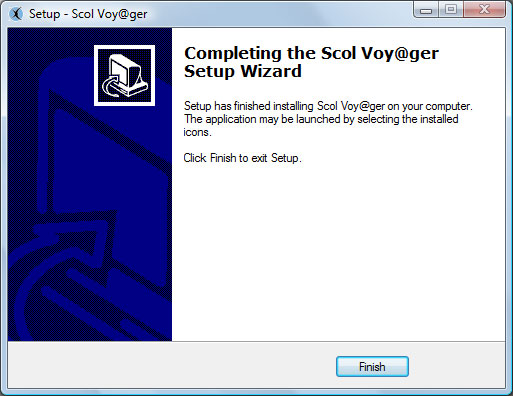 Setup - Scol Voy@ger
Completing the Scol Voy@ger
Setup Wizard
Setup has finished installing Scol Voy@ger on your computer.
The application may be launched by selecting the installed
icons.
Click Finish to exit Setup.
Finish